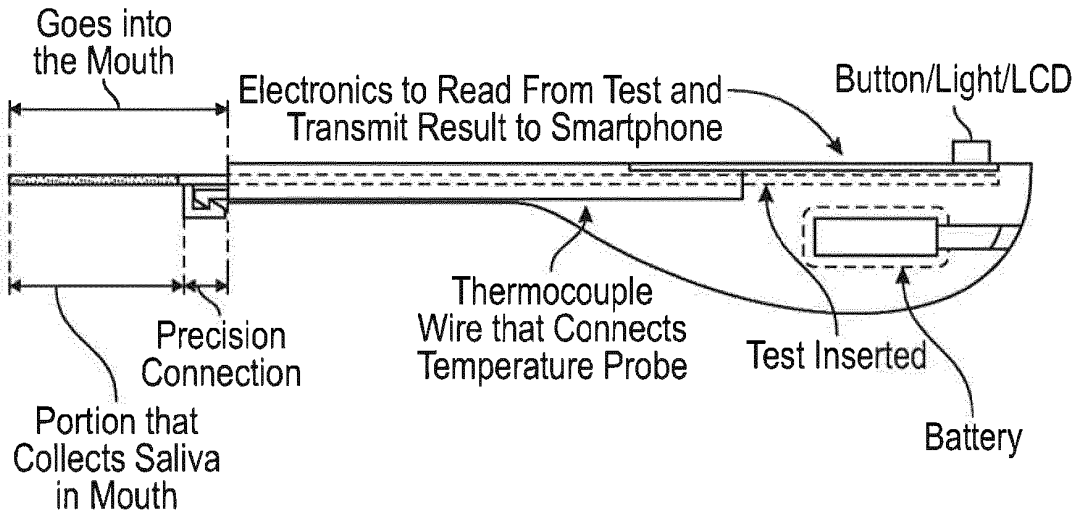 Goes into
the Mouth
Electronics to Read From Test and
Transmit Result to Smartphone
Button/Light/LCD
Thermocouple
Wire that Connects
Temperature Probe
Test Inserted
Precision
Connection
Battery
Portion that
Collects Saliva
in Mouth